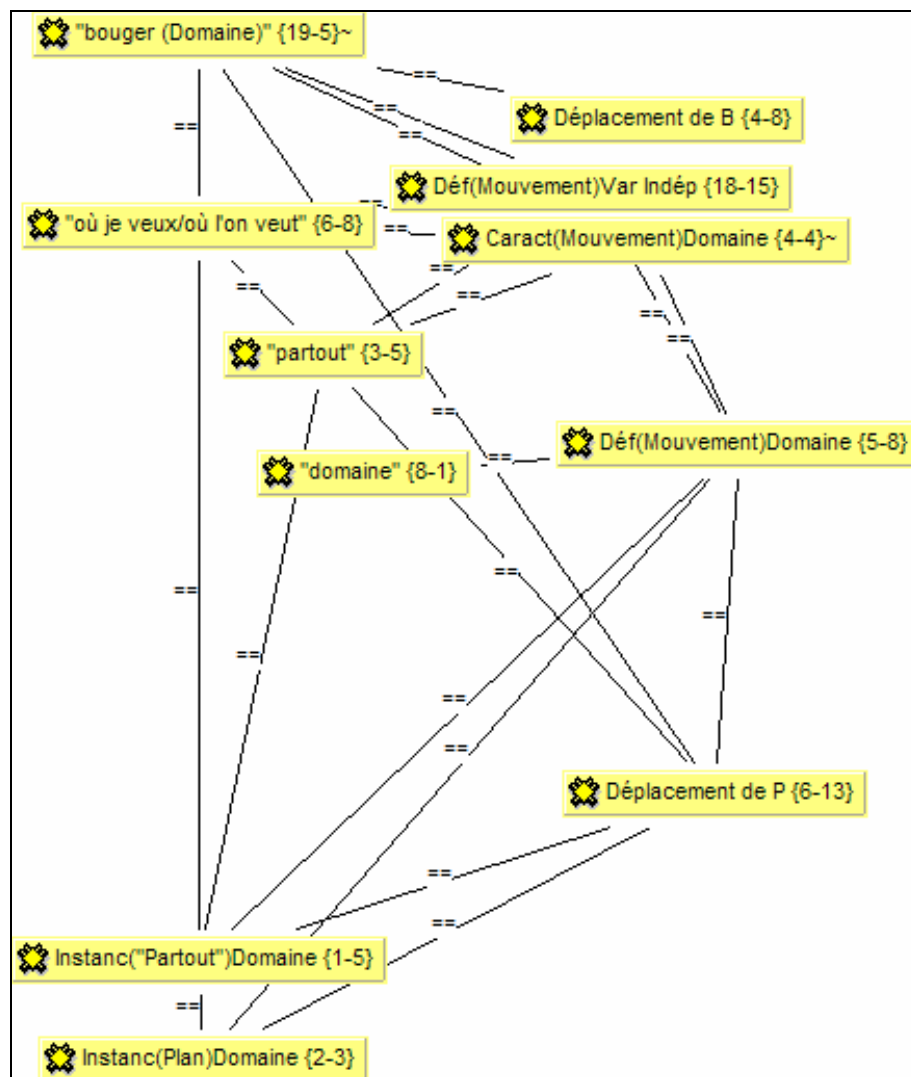 "bouger (Domaine)" {19-5}~
==
==
Déplacement de B {4-8}
==
==
==
Déf(Mouvement)Var Indép {18-15}
"où je veux/où l'on veut" {6-8}
==
==
Caract(Mouvement)Domaine {4-4}~
==
==
==
==
==
"partout" {3-5}
==
Déf(Mouvement)Domaine {5-8}
==
"domaine" {8-1}
==
==
==
==
==
==
Déplacement de P {6-13}
==
==
Instanc("Partout")Domaine {1-5}
==
Instanc(Plan)Domaine {2-3}